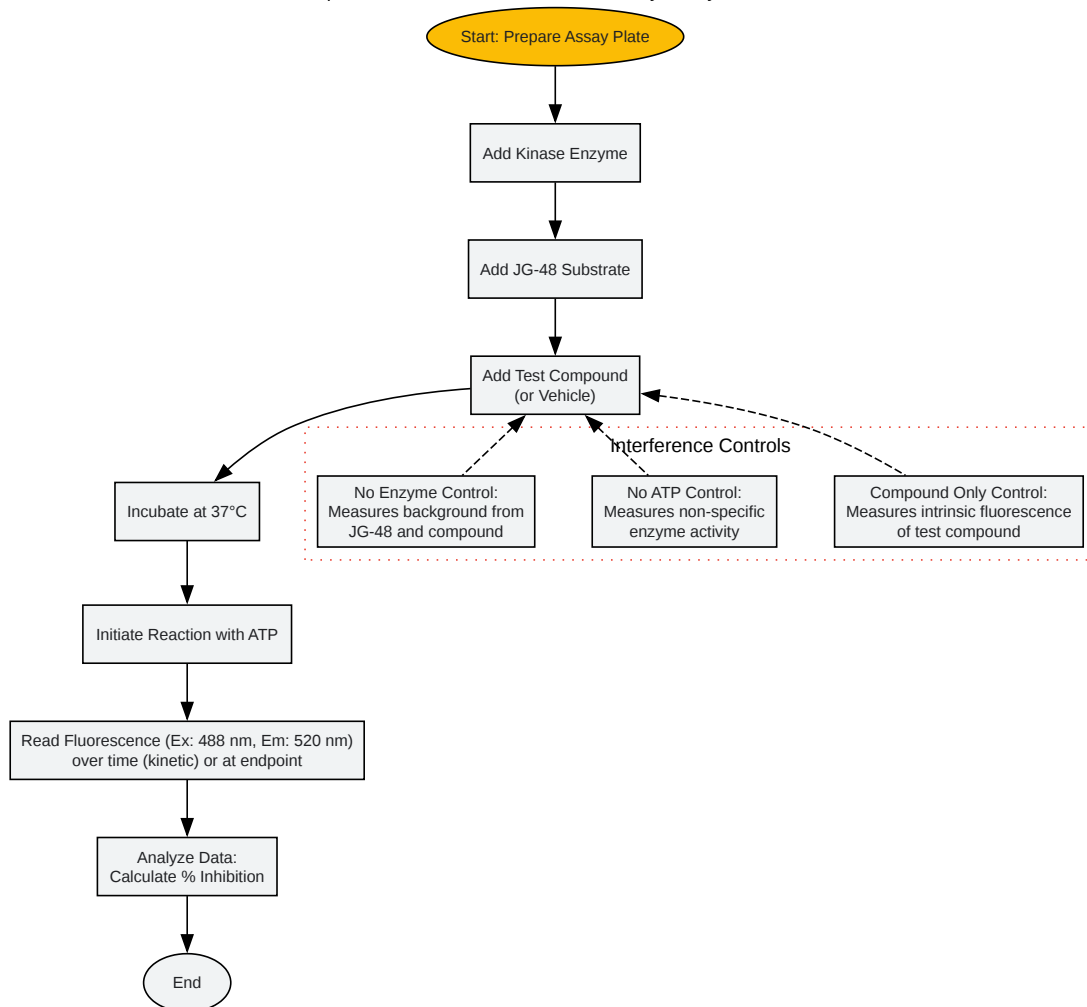 Start: Prepare Assay Plate
Add Kinase Enzyme
Add JG-48 Substrate
Add Test Compound
(or Vehicle)
Interference Controls
Incubate at 37°C
No Enzyme Control:
Measures background from
JG-48 and compound
No ATP Control:
Measures non-specific
enzyme activity
Compound Only Control:
Measures intrinsic fluorescence
of test compound
Initiate Reaction with ATP
Read Fluorescence (Ex: 488 nm, Em: 520 nm)
over time (kinetic) or at endpoint
Analyze Data:
Calculate % Inhibition
End